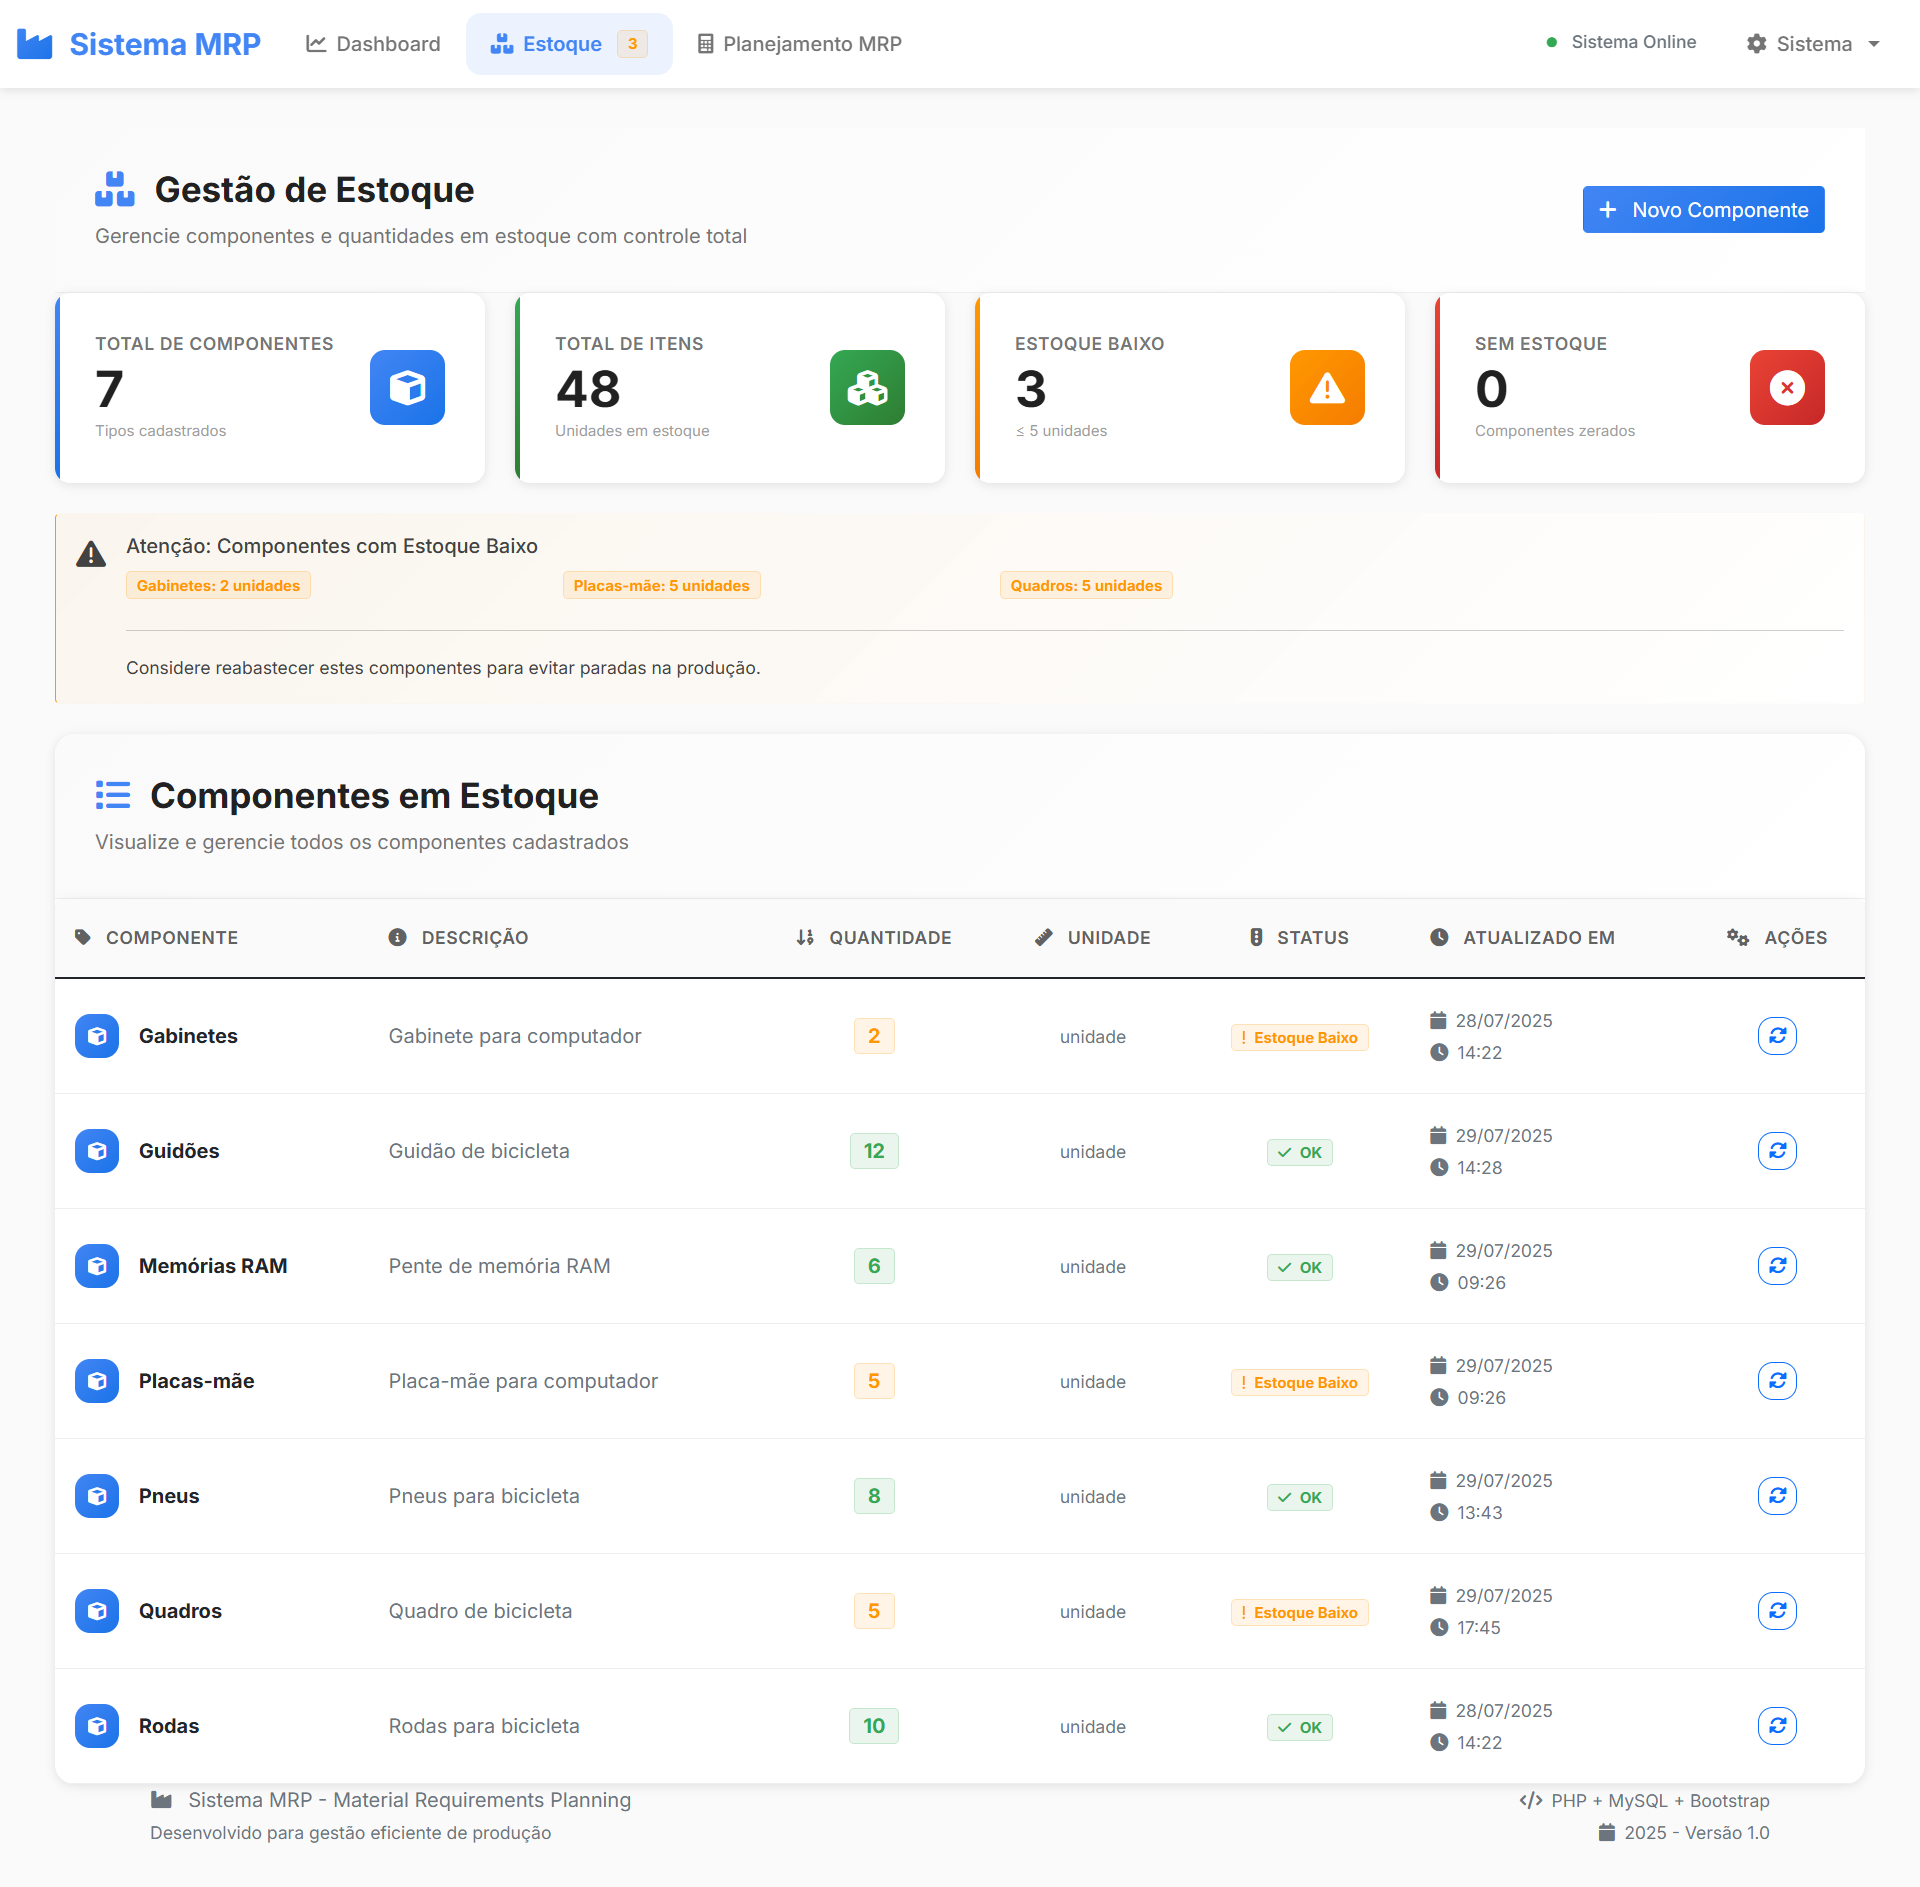 Sistema MRP
Dashboard
Estoque 3
Planejamento MRP
Sistema Online
Sistema
Gestão de Estoque
Gerencie componentes e quantidades em estoque com controle total
Novo Componente
TOTAL DE COMPONENTES
7
Tipos cadastrados
TOTAL DE ITENS
48
Unidades em estoque
ESTOQUE BAIXO
3
≤ 5 unidades
SEM ESTOQUE
0
Componentes zerados
Atenção: Componentes com Estoque Baixo
Gabinetes: 2 unidades
Placas-mãe: 5 unidades
Quadros: 5 unidades
Considere reabastecer estes componentes para evitar paradas na produção.
Componentes em Estoque
Visualize e gerencie todos os componentes cadastrados
COMPONENTE DESCRIÇÃO QUANTIDADE UNIDADE STATUS ATUALIZADO EM AÇÕES
Gabinetes Gabinete para computador 2 unidade ! Estoque Baixo 28/07/2025
14:22
Guidões Guidão de bicicleta 12 unidade OK 29/07/2025
14:28
Memórias RAM Pente de memória RAM 6 unidade OK 29/07/2025
09:26
Placas-mãe Placa-mãe para computador 5 unidade ! Estoque Baixo 29/07/2025
09:26
Pneus Pneus para bicicleta 8 unidade OK 29/07/2025
13:43
Quadros Quadro de bicicleta 5 unidade ! Estoque Baixo 29/07/2025
17:45
Rodas Rodas para bicicleta 10 unidade OK 28/07/2025
14:22
Sistema MRP - Material Requirements Planning
Desenvolvido para gestão eficiente de produção
PHP + MySQL + Bootstrap
2025 - Versão 1.0